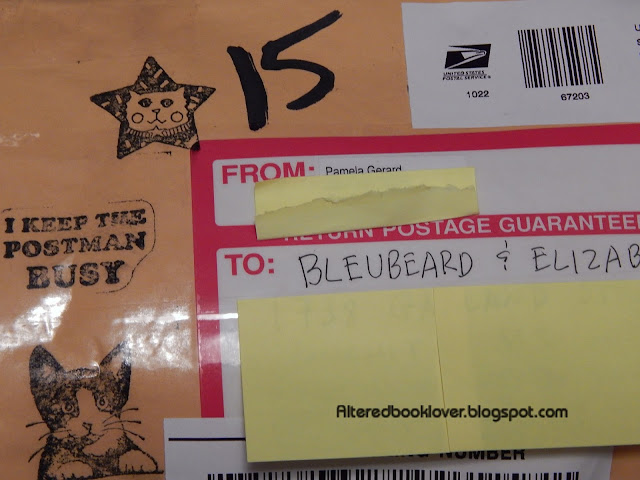 15
UNITED STATES
POSTAL SERVICE®
1022
67203
FROM: Pamela Gerard
I KEEP THE
POSTMAN
BUSY
RETURN POSTAGE GUARANTEE
TO: BLEUBEARD & ELIZAB
Alteredbooklover.blogspot.com
NUMBER